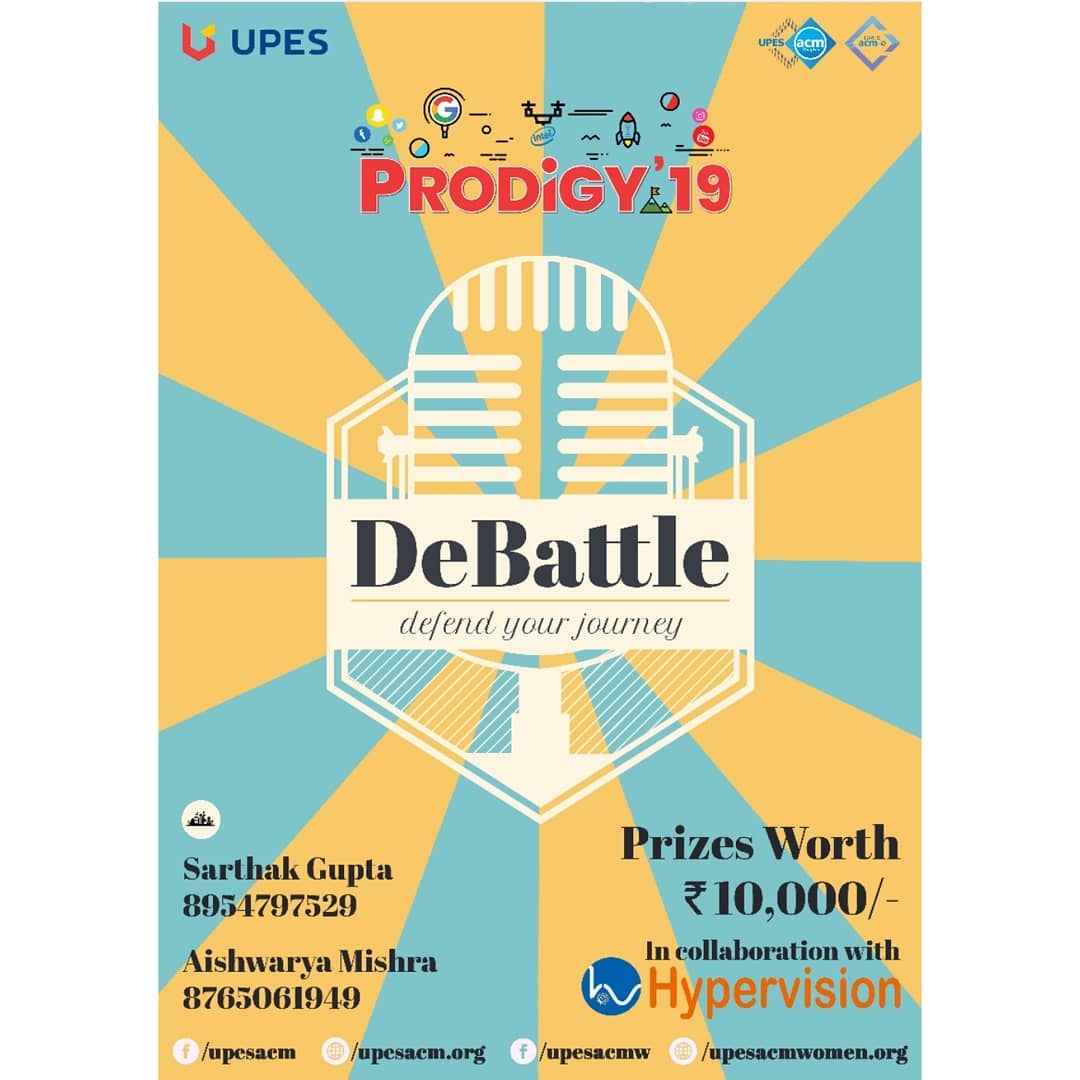 UPES
UPES acm
acm-w
G
intel
PRODiGY'19
DeBattle
defend your journey
Sarthak Gupta
8954797529
Aishwarya Mishra
8765061949
Prizes Worth
₹10,000/-
In collaboration with
Hypervision
f/upesacm
/upesacm.org
f/upesacmw
/upesacmwomen.org